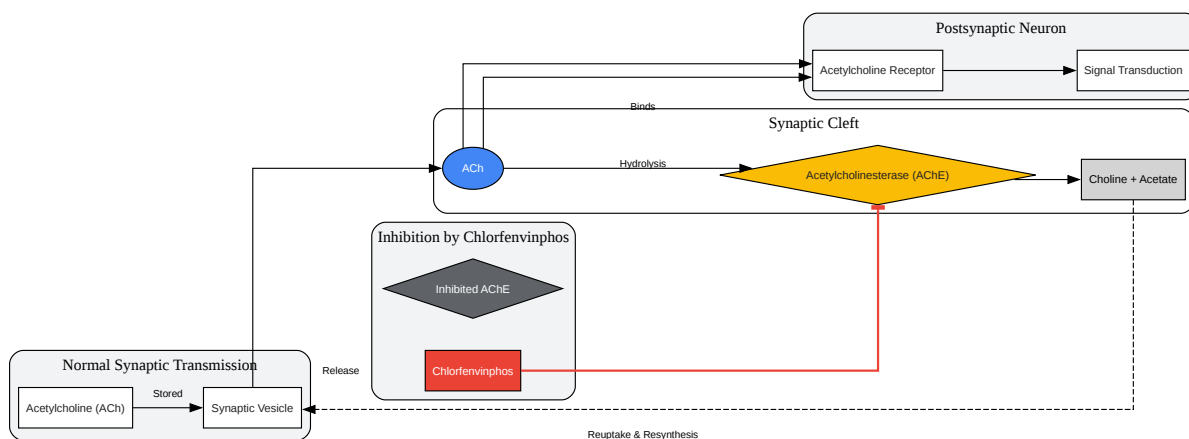 Postsynaptic Neuron
Acetylcholine Receptor
Signal Transduction
Binds
Synaptic Cleft
ACh
Hydrolysis
Acetylcholinesterase (AChE)
Choline + Acetate
Inhibition by Chlorfenvinphos
Inhibited AChE
Chlorfenvinphos
Normal Synaptic Transmission
Release
Acetylcholine (ACh)
Stored
Synaptic Vesicle
Reuptake & Resynthesis